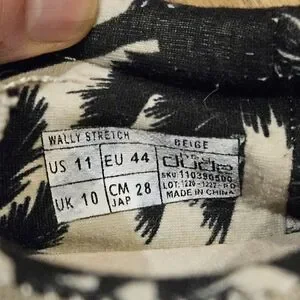 WALLY STRETCH BEIGE
US 11 EU 44
UK 10 CM JAP 28
dude
SKU: 110390500
MADE IN CHINA